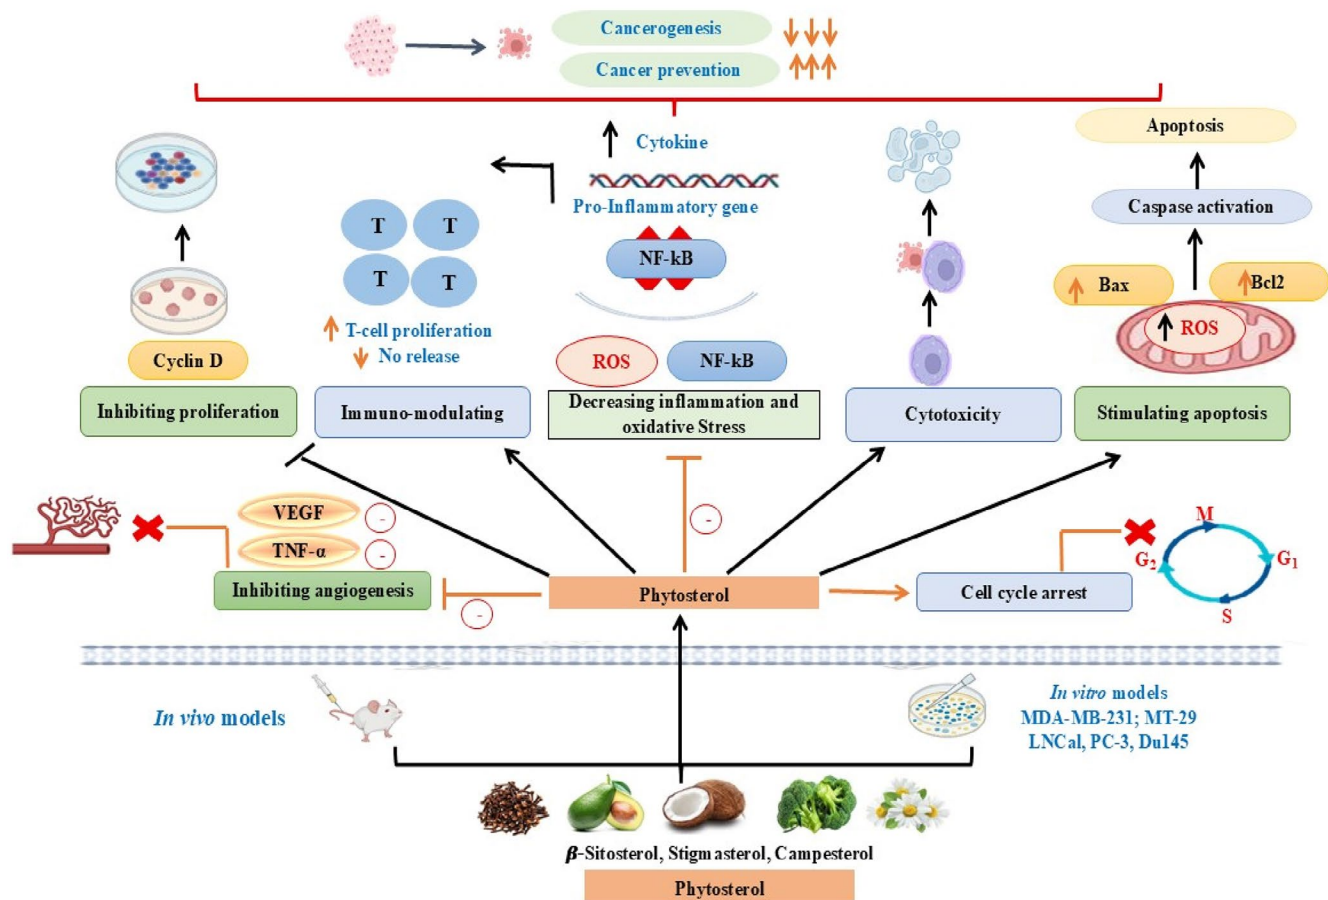 Cancerogenesis
Cancer prevention
Cytokine
Pro-Inflammatory gene
NF-kB
Apoptosis
Caspase activation
Bax
Bcl2
ROS
T
T
T
T
T-cell proliferation
No release
ROS
NF-kB
Cyclin D
Inhibiting proliferation
Immuno-modulating
Decreasing inflammation and
oxidative Stress
Cytotoxicity
Stimulating apoptosis
VEGF
-
TNF-α
-
Inhibiting angiogenesis
-
-
Phytosterol
Cell cycle arrest
M
G₂
G₁
S
In vivo models
In vitro models
MDA-MB-231; MT-29
LNCal, PC-3, Du145
β-Sitosterol, Stigmasterol, Campesterol
Phytosterol